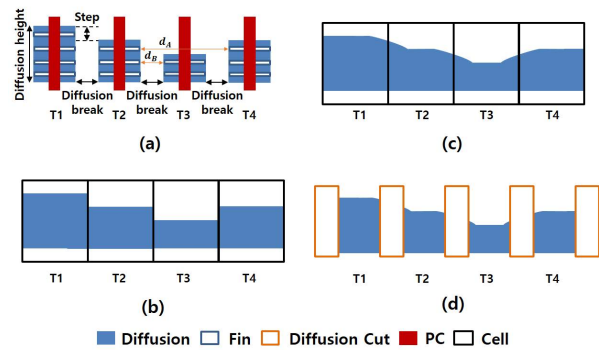 Step
Diffusion height
d_A
d_B
Diffusion break
Diffusion break
Diffusion break
T1 T2 T3 T4
(a)
T1 T2 T3 T4
(c)
T1 T2 T3 T4
(b)
T1 T2 T3 T4
(d)
Diffusion Fin Diffusion Cut PC Cell